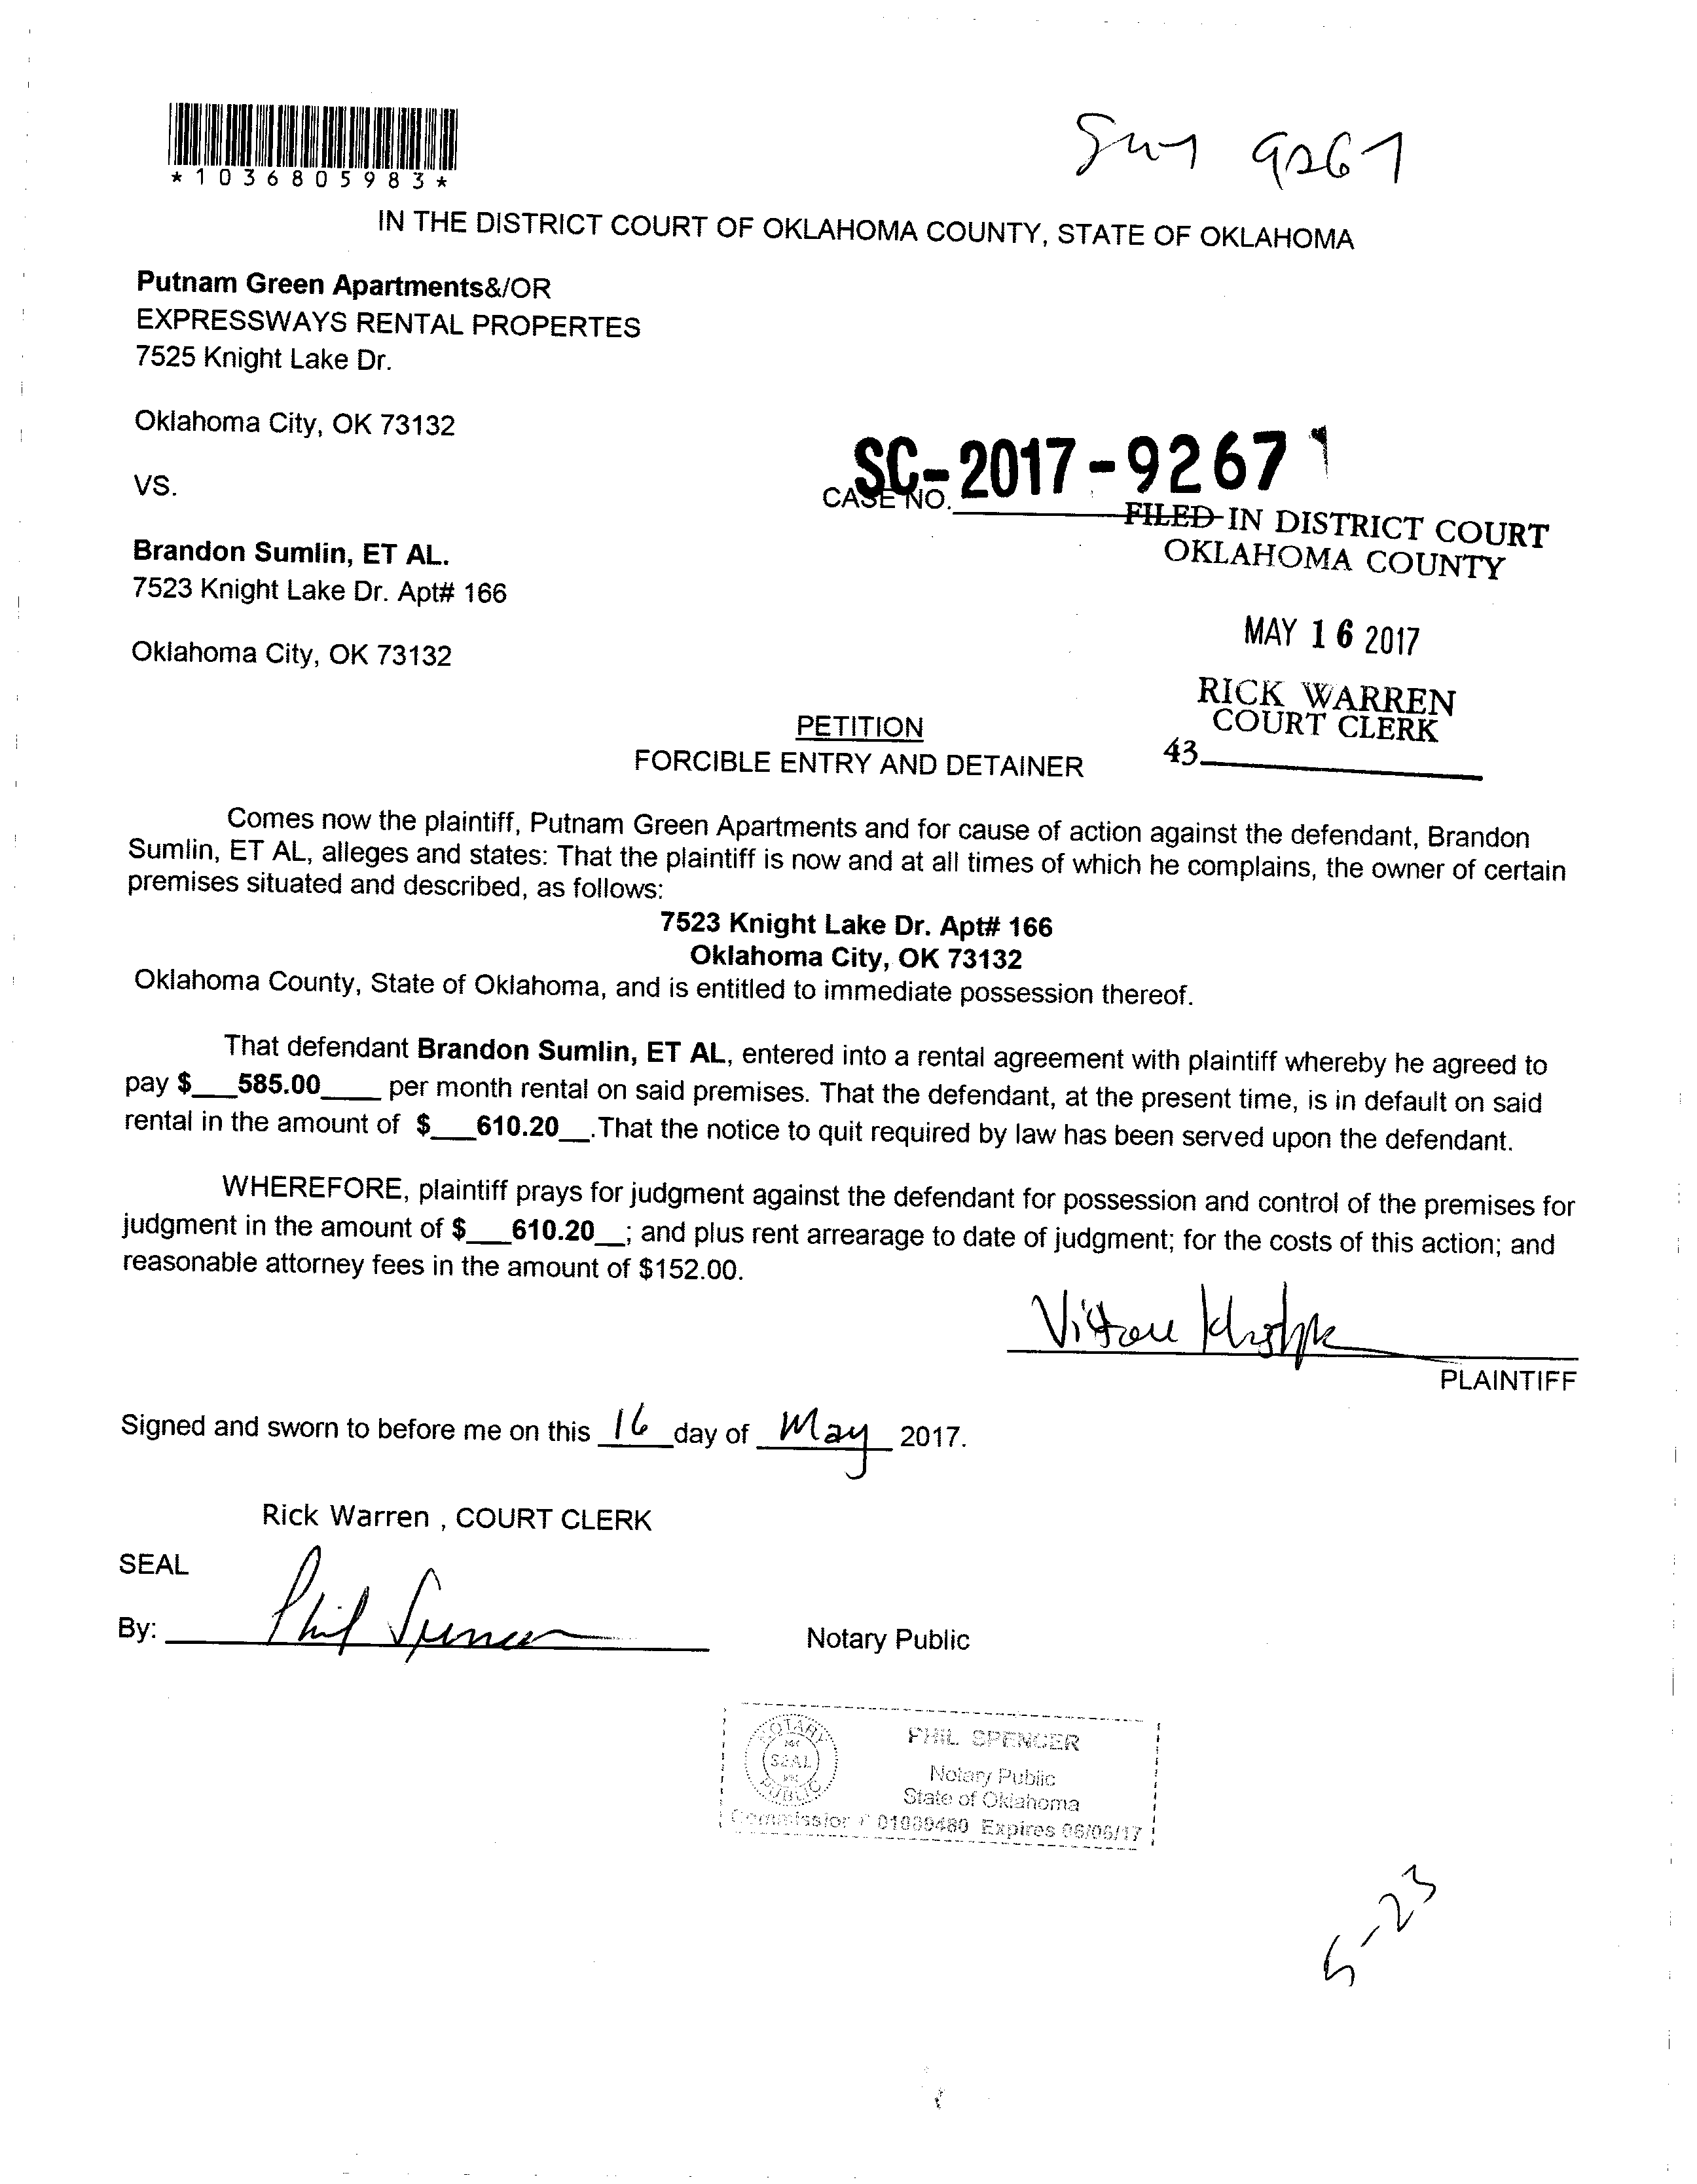 *1036805983*
9267
IN THE DISTRICT COURT OF OKLAHOMA COUNTY, STATE OF OKLAHOMA
Putnam Green Apartments&/OR
EXPRESSWAYS RENTAL PROPERTES
7525 Knight Lake Dr.
Oklahoma City, OK 73132
VS.
SC-2017-9267
CASE NO.
FILED IN DISTRICT COURT
OKLAHOMA COUNTY
Brandon Sumlin, ET AL.
7523 Knight Lake Dr. Apt# 166
Oklahoma City, OK 73132
MAY 16 2017
RICK WARREN
COURT CLERK
43
PETITION
FORCIBLE ENTRY AND DETAINER
Comes now the plaintiff, Putnam Green Apartments and for cause of action against the defendant, Brandon
Sumlin, ET AL, alleges and states: That the plaintiff is now and at all times of which he complains, the owner of certain
premises situated and described, as follows:
7523 Knight Lake Dr. Apt# 166
Oklahoma City, OK 73132
Oklahoma County, State of Oklahoma, and is entitled to immediate possession thereof.
That defendant Brandon Sumlin, ET AL, entered into a rental agreement with plaintiff whereby he agreed to
pay $___585.00____ per month rental on said premises. That the defendant, at the present time, is in default on said
rental in the amount of $___610.20__.That the notice to quit required by law has been served upon the defendant.
WHEREFORE, plaintiff prays for judgment against the defendant for possession and control of the premises for
judgment in the amount of $___610.20__; and plus rent arrearage to date of judgment; for the costs of this action; and
reasonable attorney fees in the amount of $152.00.
PLAINTIFF
Signed and sworn to before me on this 16 day of May 2017.
Rick Warren , COURT CLERK
SEAL
By: Phil Spencer
Notary Public
NOTARY PUBLIC
SEAL
PHIL SPENCER
Notary Public
State of Oklahoma
Commission # 01009480 Expires 06/06/17
5-23